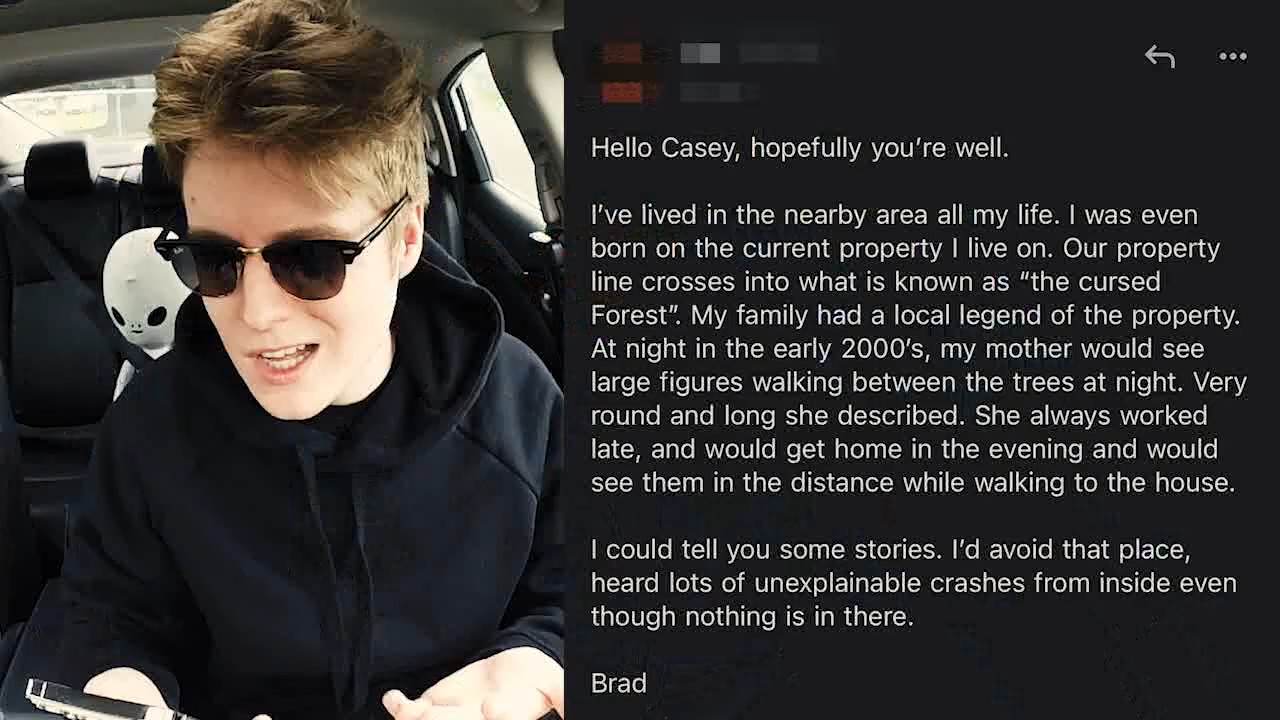 Hello Casey, hopefully you’re well.
I’ve lived in the nearby area all my life. I was even
born on the current property I live on. Our property
line crosses into what is known as “the cursed
Forest”. My family had a local legend of the property.
At night in the early 2000’s, my mother would see
large figures walking between the trees at night. Very
round and long she described. She always worked
late, and would get home in the evening and would
see them in the distance while walking to the house.
I could tell you some stories. I’d avoid that place,
heard lots of unexplainable crashes from inside even
though nothing is in there.
Brad